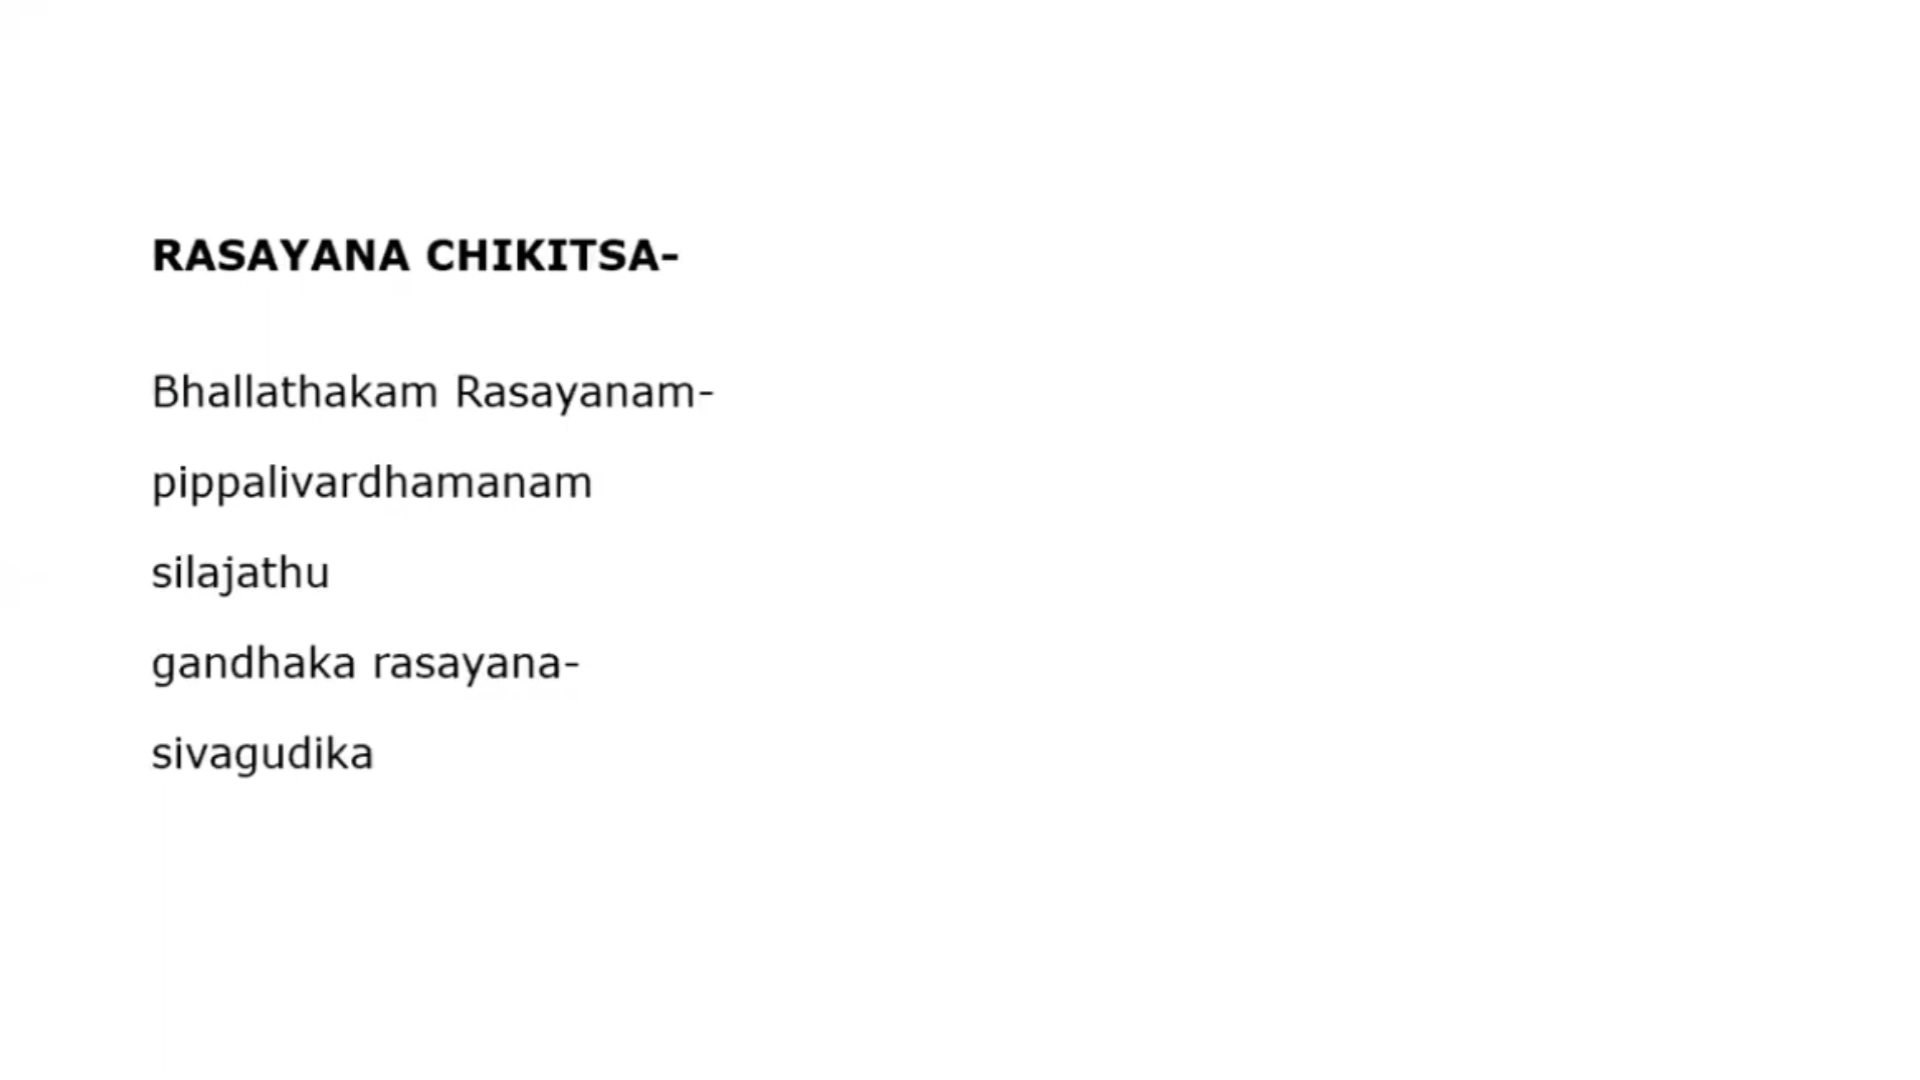 RASAYANA CHIKITSA-
Bhallathakam Rasayanam-
pippalivardhamanam
silajathu
gandhaka rasayana-
sivagudika